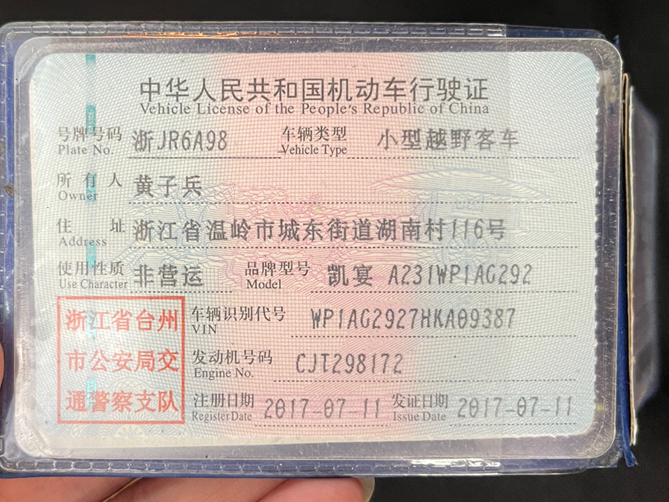 中华人民共和国机动车行驶证
Vehicle License of the People's Republic of China
号牌号码 浙JR6A98 车辆类型 小型越野客车
Plate No. Vehicle Type
所有人 黄子兵
Owner
住址 浙江省温岭市城东街道湖南村116号
Address
使用性质 非营运 品牌型号 凯宴 A231WP1AG292
Use Character Model
浙江省台州
市公安局交
通警察支队
车辆识别代号 WP1AG2927HKA09387
VIN
发动机号码 CJT298172
Engine No.
注册日期 2017-07-11 发证日期 2017-07-11
Register Date Issue Date